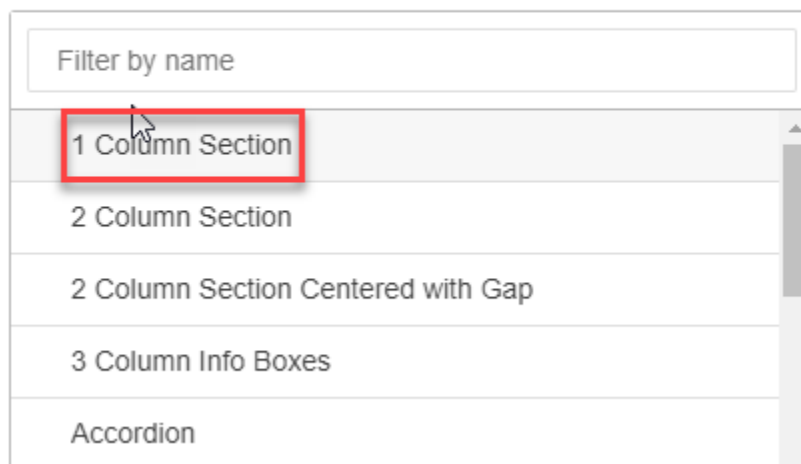 Filter by name
1 Column Section
2 Column Section
2 Column Section Centered with Gap
3 Column Info Boxes
Accordion